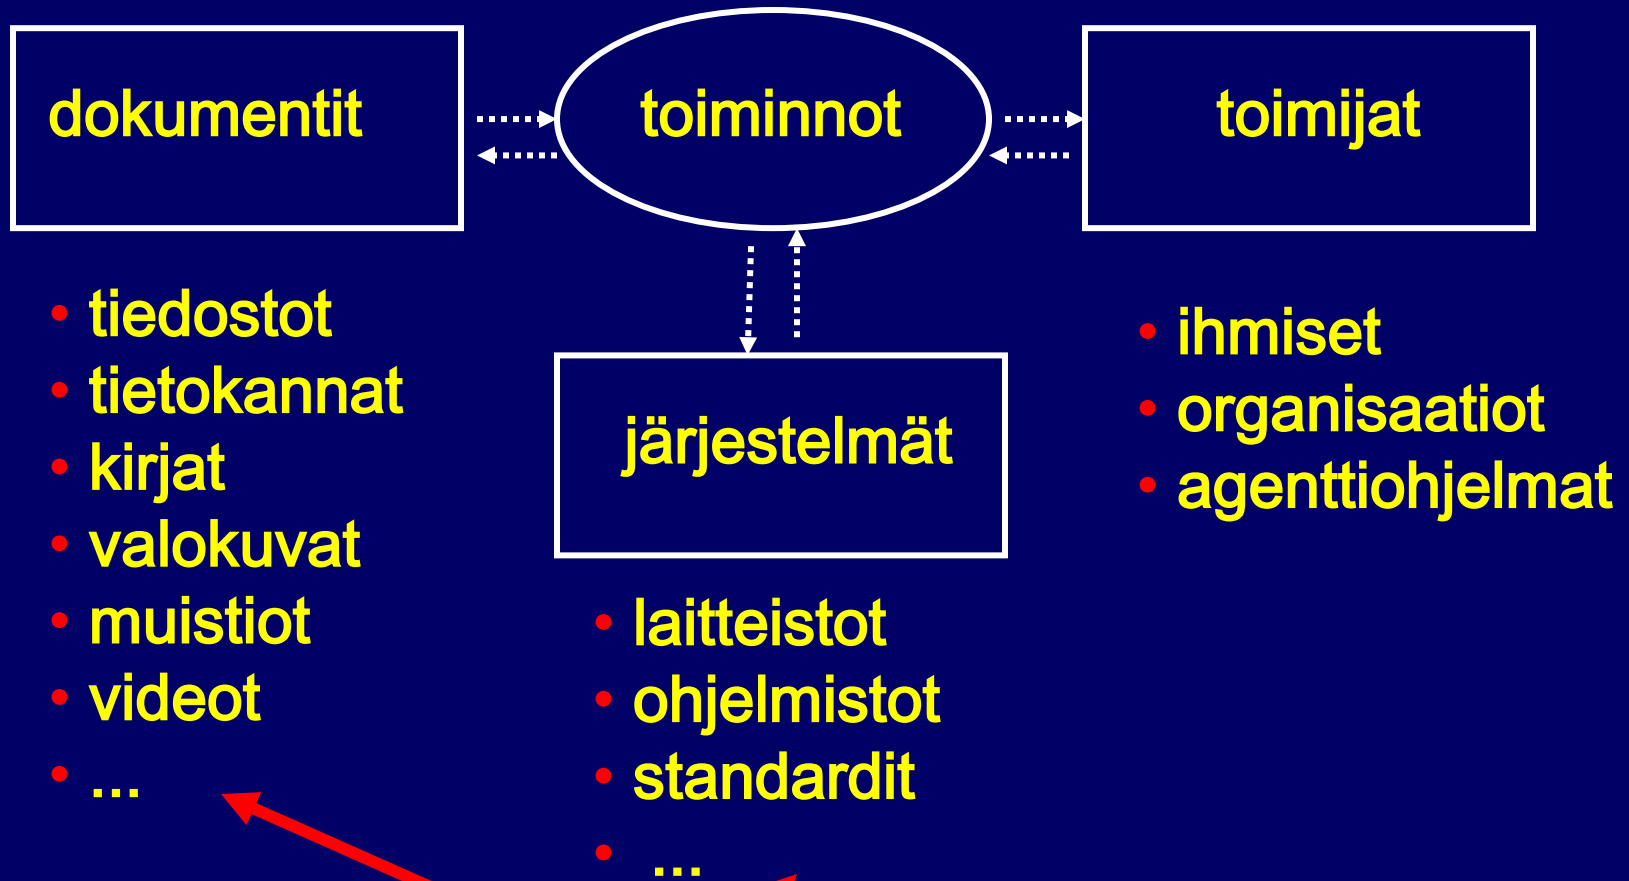 dokumentit
toiminnot
toimijat
• tiedostot
• tietokannat
• kirjat
• valokuvat
• muistiot
• videot
• ...
järjestelmät
• laitteistot
• ohjelmistot
• standardit
• ...
• ihmiset
• organisaatiot
• agenttiohjelmat